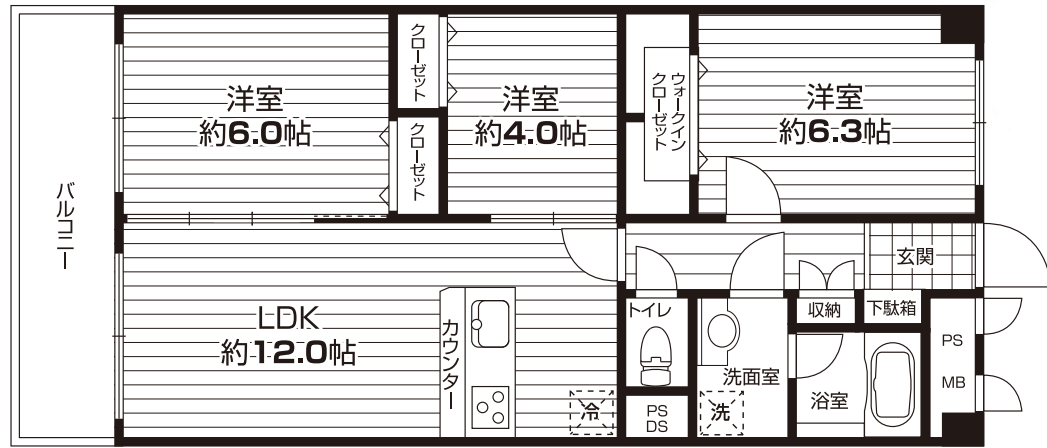 バルコニー
洋室
約6.0帖
クローゼット
クローゼット
洋室
約4.0帖
ウォークイン
クローゼット
洋室
約6.3帖
LDK
約12.0帖
カウンター
冷
トイレ
PS
DS
洗面室
洗
収納
浴室
下駄箱
玄関
PS
MB